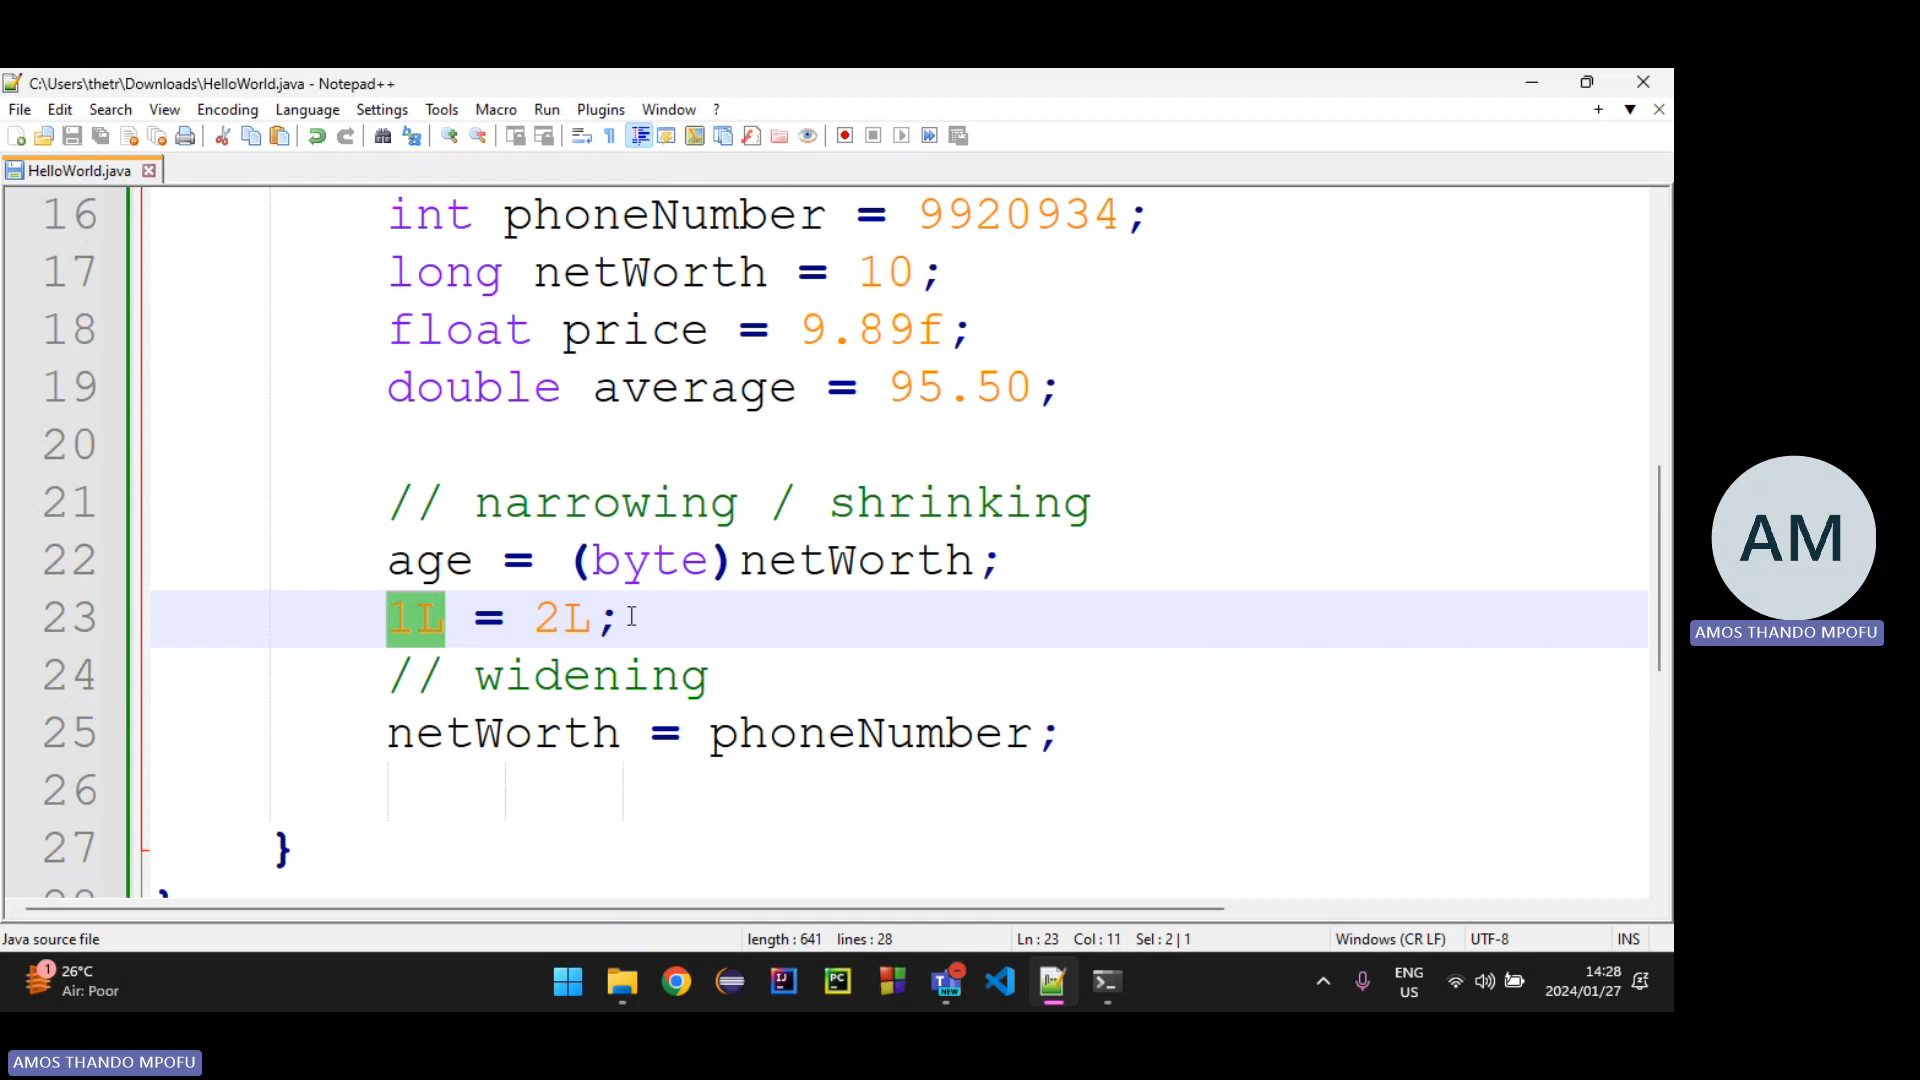 C:\Users\thetr\Downloads\HelloWorld.java - Notepad++
File Edit Search View Encoding Language Settings Tools Macro Run Plugins Window ?
HelloWorld.java
16 int phoneNumber = 9920934;
17 long netWorth = 10;
18 float price = 9.89f;
19 double average = 95.50;
20
21 // narrowing / shrinking
22 age = (byte)netWorth;
23 1L = 2L;
24 // widening
25 netWorth = phoneNumber;
26
27 }
}
AM
AMOS THANDO MPOFU
Java source file length : 641 lines : 28 Ln : 23 Col : 11 Sel : 2 | 1 Windows (CR LF) UTF-8 INS
1 26°C
Air: Poor
IJ
PC
T
NEW
ENG
US
14:28
2024/01/27
AMOS THANDO MPOFU